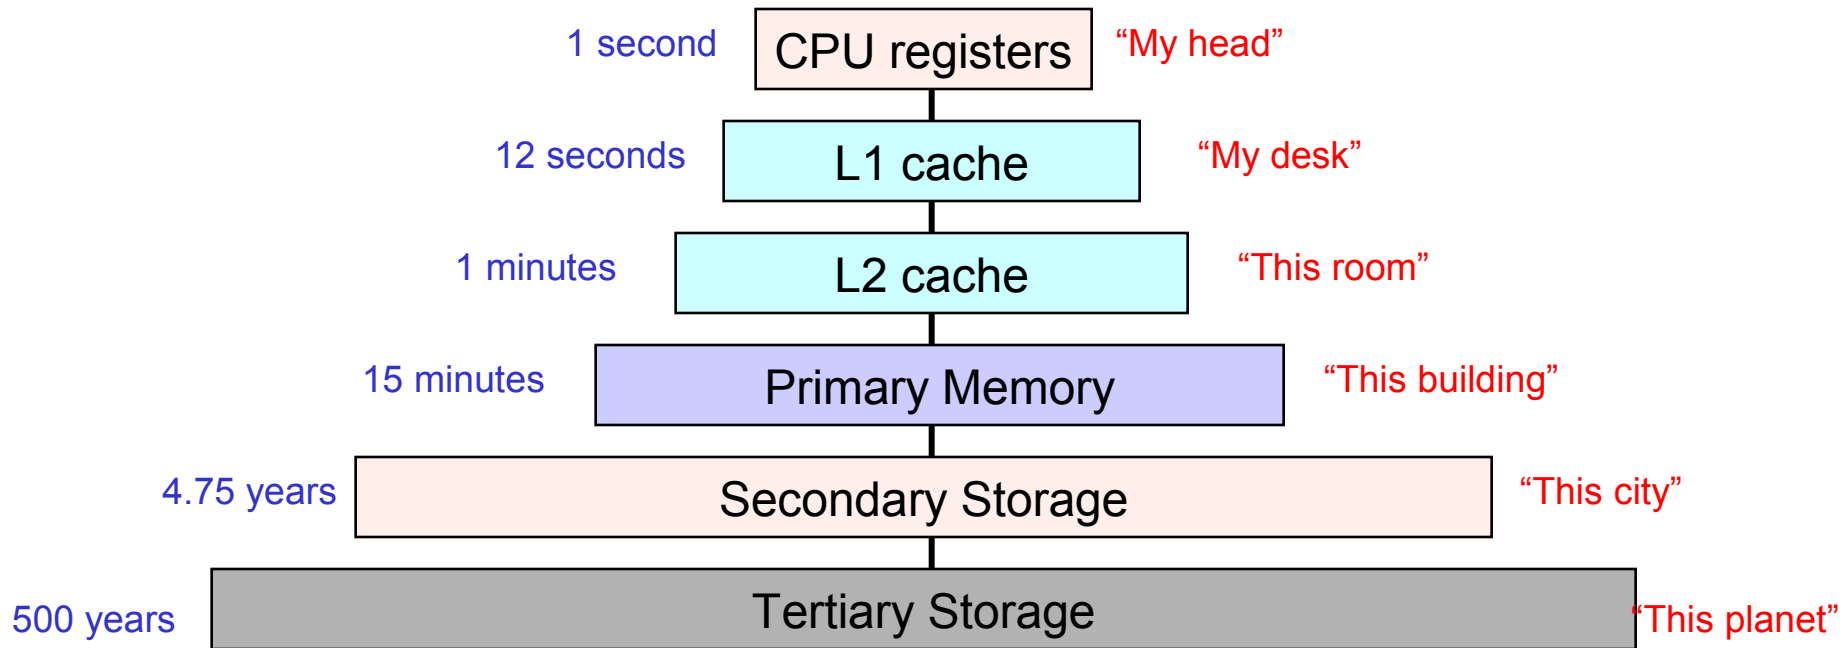 1 second CPU registers “My head”
12 seconds L1 cache “My desk”
1 minutes L2 cache “This room”
15 minutes Primary Memory “This building”
4.75 years Secondary Storage “This city”
500 years Tertiary Storage “This planet”